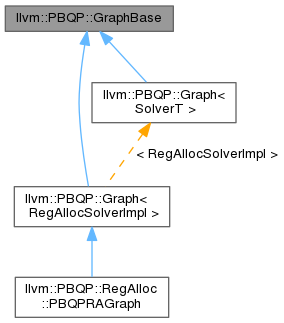 llvm::PBQP::GraphBase
llvm::PBQP::Graph<
SolverT >
< RegAllocSolverImpl >
llvm::PBQP::Graph<
RegAllocSolverImpl >
llvm::PBQP::RegAlloc
::PBQPRAGraph